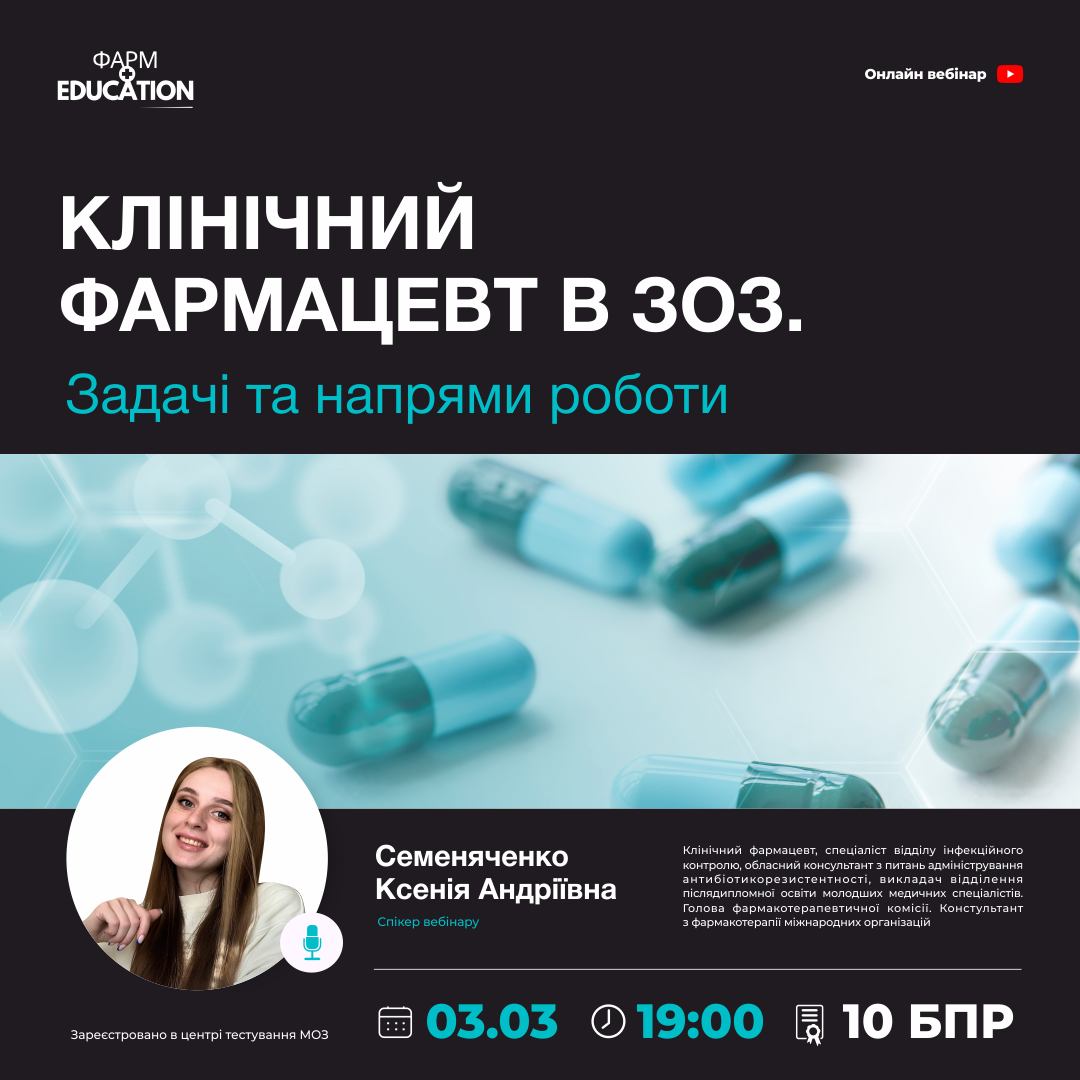 ФАРМ
EDUCATION
Онлайн вебінар
КЛІНІЧНИЙ
ФАРМАЦЕВТ В ЗОЗ.
Задачі та напрями роботи
Семеняченко
Ксенія Андріївна
Спікер вебінару
Клінічний фармацевт, спеціаліст відділу інфекційного
контролю, обласний консультант з питань адміністрування
антибіотикорезистентності, викладач відділення
післядипломної освіти молодших медичних спеціалістів.
Голова фармакотерапевтичної комісії. Констультант
з фармакотерапії міжнародних організацій
Зареєстровано в центрі тестування МОЗ
03.03
19:00
10 БПР